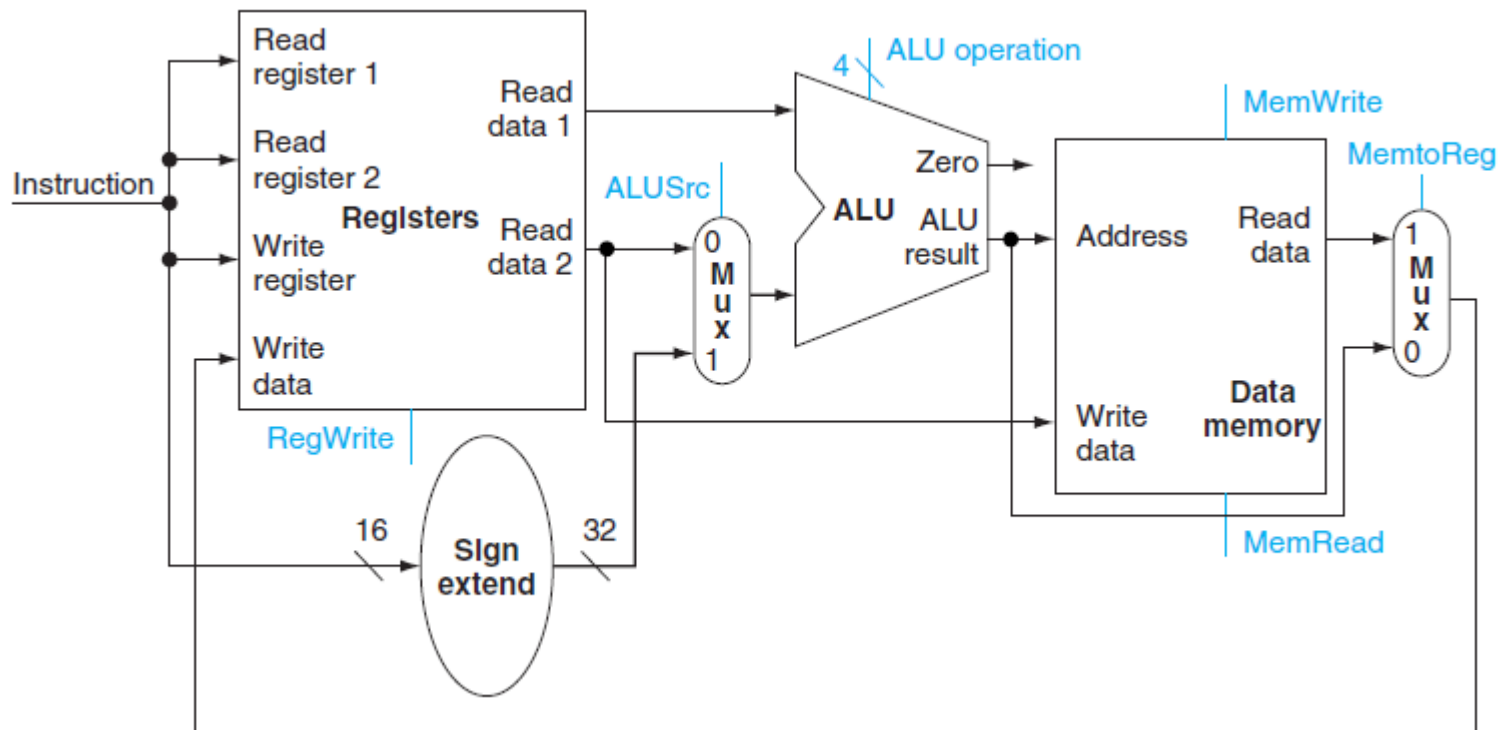 Read
register 1
Read
register 2
Instruction
Registers
Write
register
Write
data
Read
data 1
Read
data 2
RegWrite
16
Sign
extend
32
ALUSrc
0
M
u
x
1
4
ALU operation
Zero
ALU
ALU
result
MemWrite
Address
Read
data
Write
data
Data
memory
MemRead
MemtoReg
1
M
u
x
0